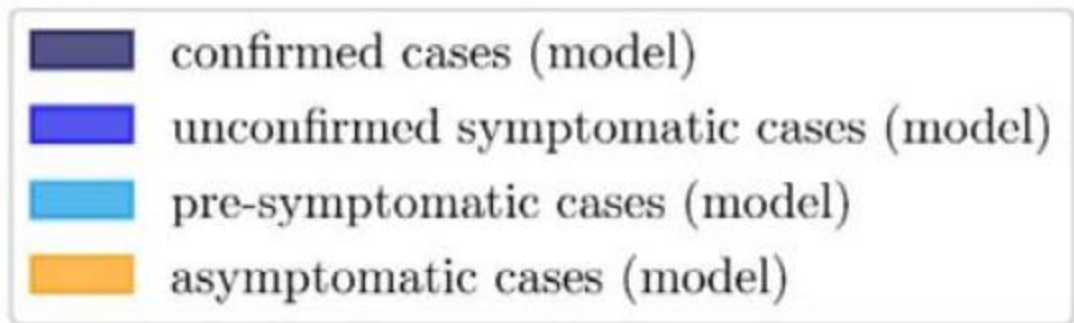 confirmed cases (model)
unconfirmed symptomatic cases (model)
pre-symptomatic cases (model)
asymptomatic cases (model)